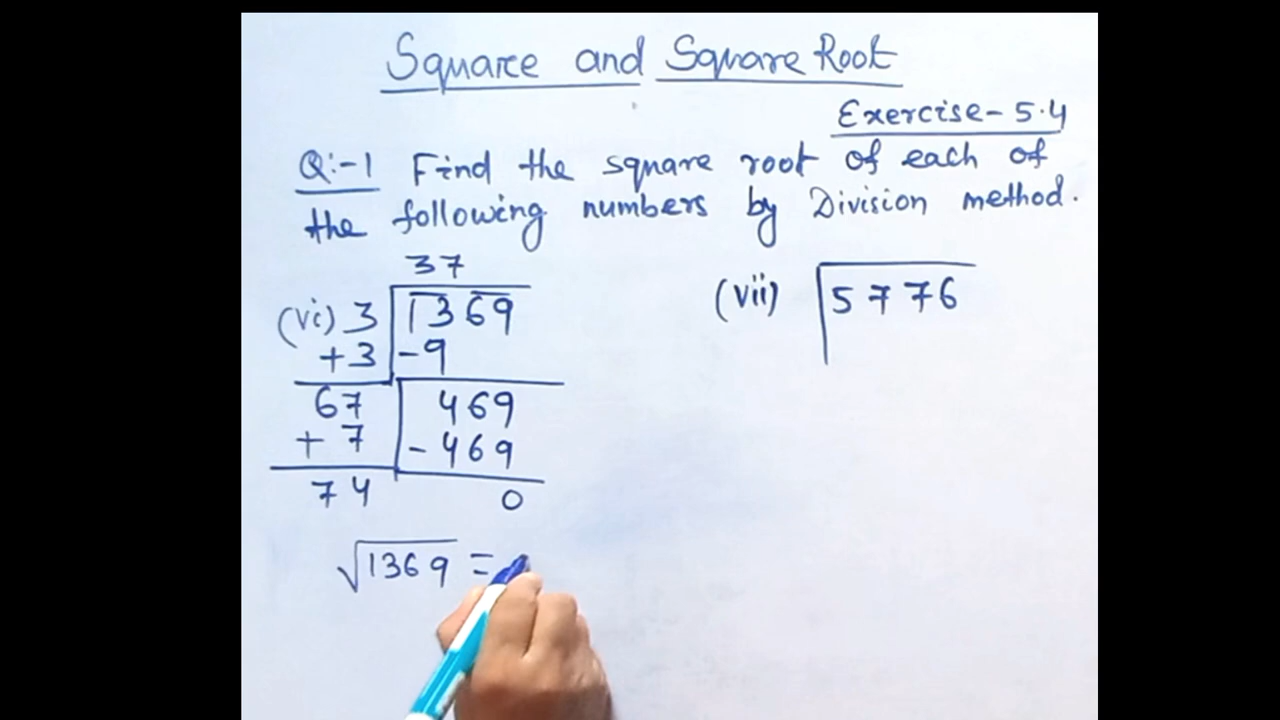 Square and Square Root
Exercise-5.4
Q:-1 Find the square root of each of
the following numbers by Division method.
37
(vi) 3 1369
+3 -9
67 469
+ 7 -469
74 0
√1369 =
(vii) 5776